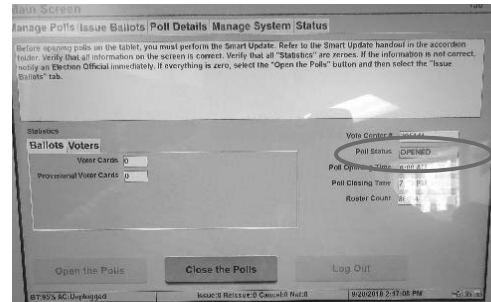 Main Screen
Manage Polls Issue Ballots Poll Details Manage System Status
Before opening polls on the tablet, you must perform the Smart Update. Refer to the Smart Update handout in the accordion
folder. Verify that all information on the screen is correct. Verify that all "Statistics" are zeroes. If the information is not correct,
notify an Election Official immediately. If everything is zero, select the "Open the Polls" button and then select the "Issue
Ballots" tab.
Statistics
Ballots Voters
Voter Cards 0
Provisional Voter Cards 0
Vote Center #
Poll Status OPENED
Poll Opening Time
Poll Closing Time 7
Roster Count
Open the Polls
Close the Polls
Log Out
BT:95% AC:Unplugged
Issue:0 Reissue:0 Cancel:0 Net:0
9/20/2018 2:17:08 PM